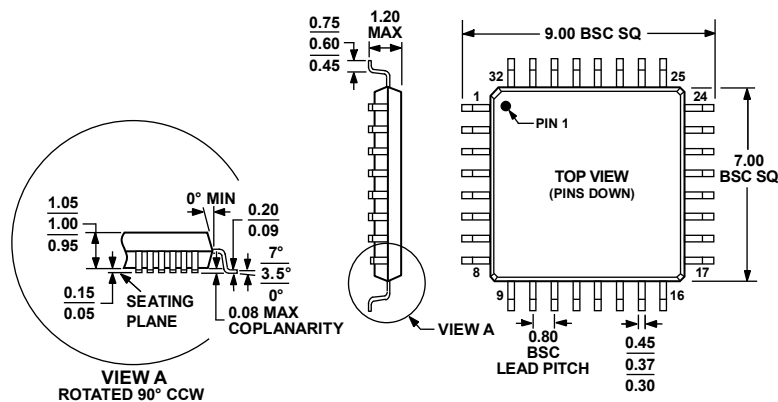 0.75
0.60
0.45
1.20
MAX
9.00 BSC SQ
32
25
1
24
PIN 1
TOP VIEW
(PINS DOWN)
7.00
BSC SQ
8
17
9
16
0.80
BSC
LEAD PITCH
0.45
0.37
0.30
VIEW A
1.05
1.00
0.95
0° MIN
0.20
0.09
7°
3.5°
0°
0.15
0.05
SEATING
PLANE
0.08 MAX
COPLANARITY
VIEW A
ROTATED 90° CCW